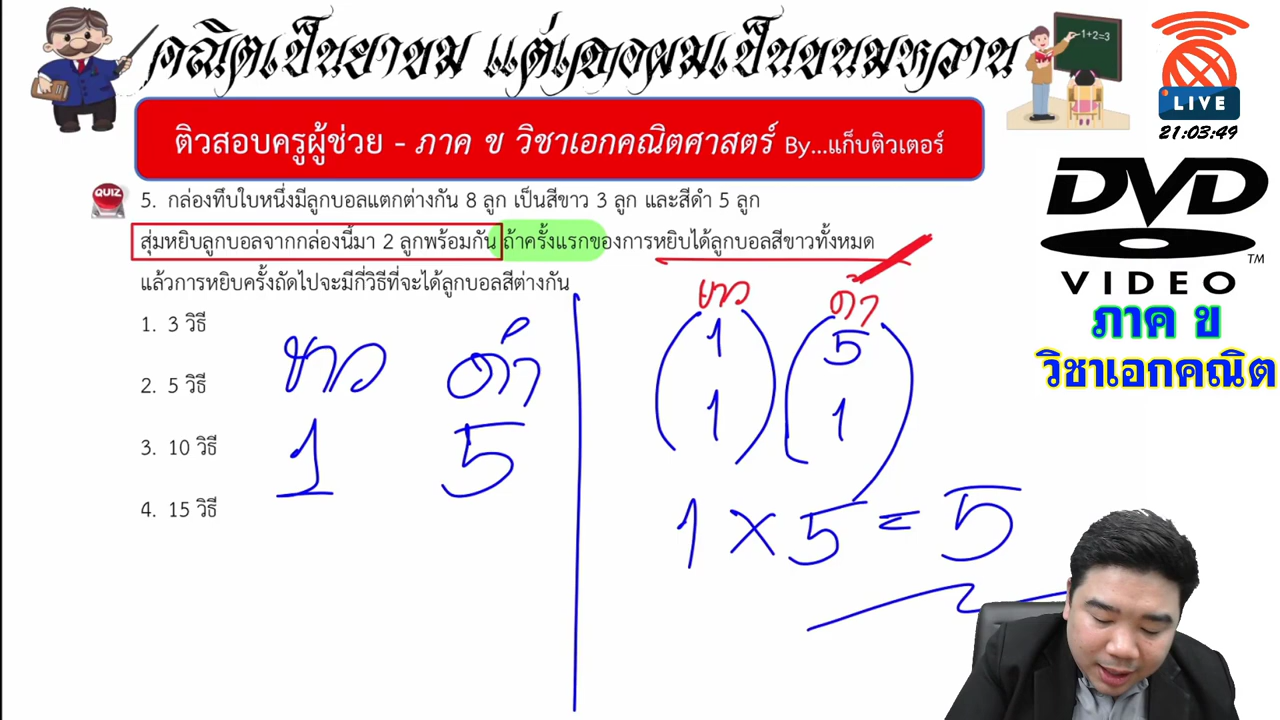 คณิตเป็นยาขม แต่เจอผมเป็นขนมหวาน
-1+2=3
LIVE
21:03:49
ติวสอบครูผู้ช่วย - ภาค ข วิชาเอกคณิตศาสตร์ By...แก็บติวเตอร์
QUIZ
5. กล่องทึบใบหนึ่งมีลูกบอลแตกต่างกัน 8 ลูก เป็นสีขาว 3 ลูก และสีดำ 5 ลูก
สุ่มหยิบลูกบอลจากกล่องนี้มา 2 ลูกพร้อมกัน ถ้าครั้งแรกของการหยิบได้ลูกบอลสีขาวทั้งหมด
แล้วการหยิบครั้งถัดไปจะมีกี่วิธีที่จะได้ลูกบอลสีต่างกัน
1. 3 วิธี
2. 5 วิธี
3. 10 วิธี
4. 15 วิธี
ขาว ดำ
1 5
ขาว ดำ
(1 1) (5 1)
1 × 5 = 5
DVD
VIDEO
TM
ภาค ข
วิชาเอกคณิต